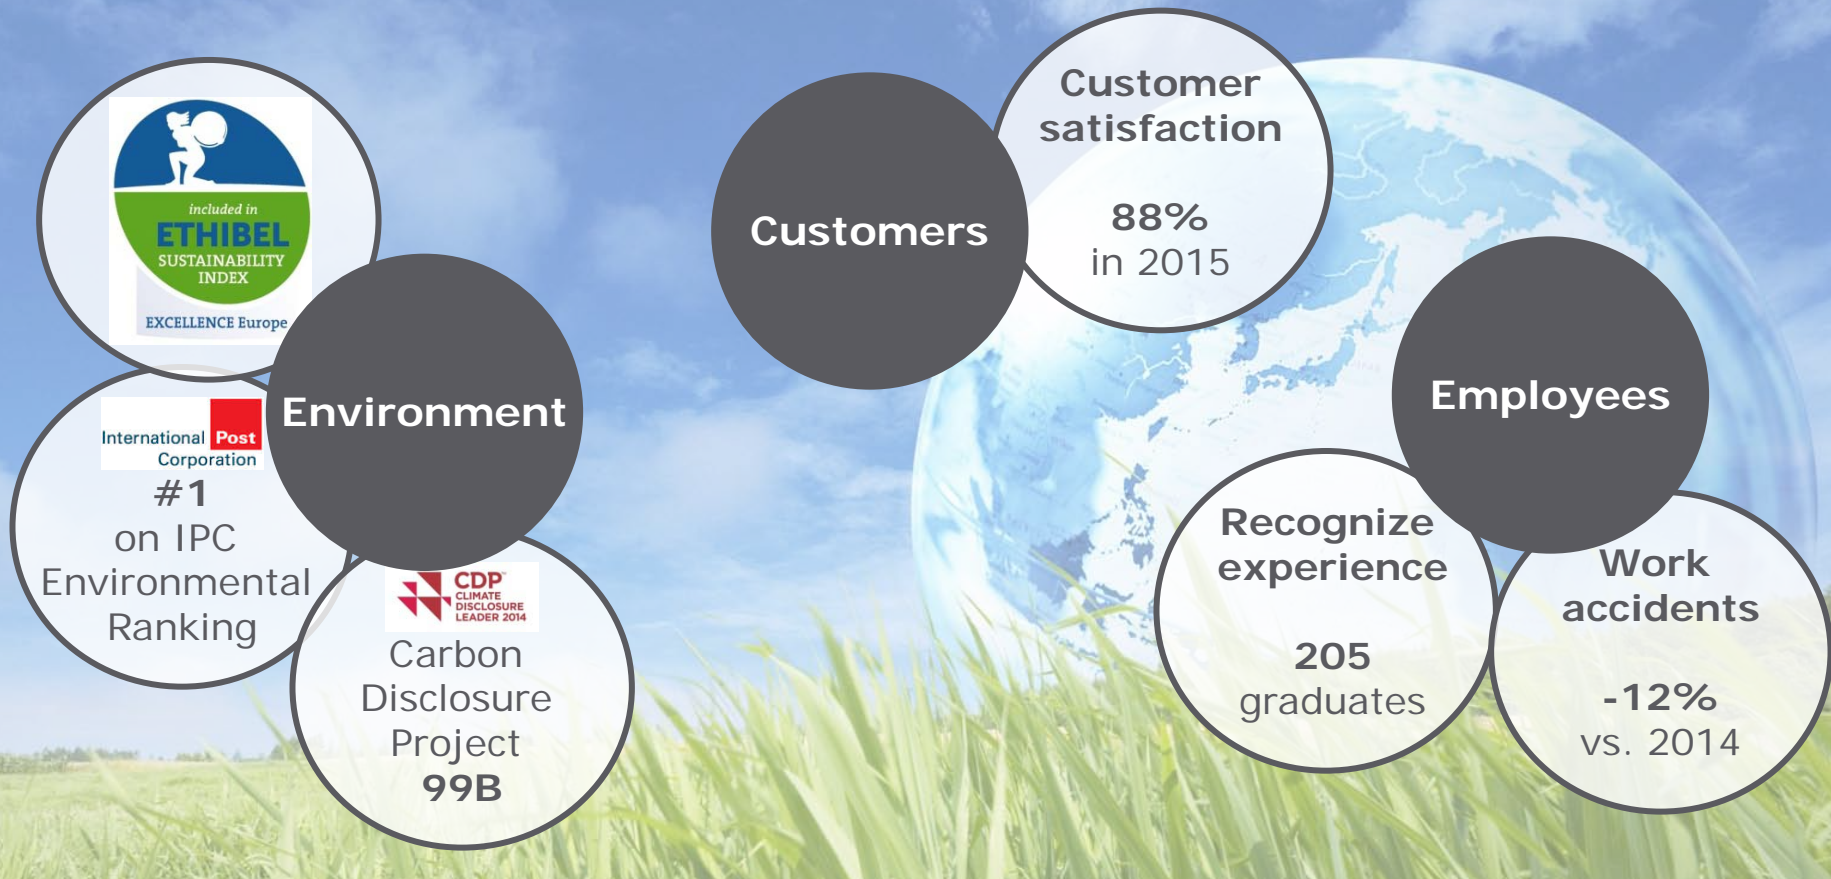 included in
ETHIBEL
SUSTAINABILITY
INDEX
EXCELLENCE Europe
Environment
International Post
Corporation
#1
on IPC
Environmental
Ranking
CDP™
CLIMATE
DISCLOSURE
LEADER 2014
Carbon
Disclosure
Project
99B
Customers
Customer
satisfaction
88%
in 2015
Employees
Recognize
experience
205
graduates
Work
accidents
-12%
vs. 2014